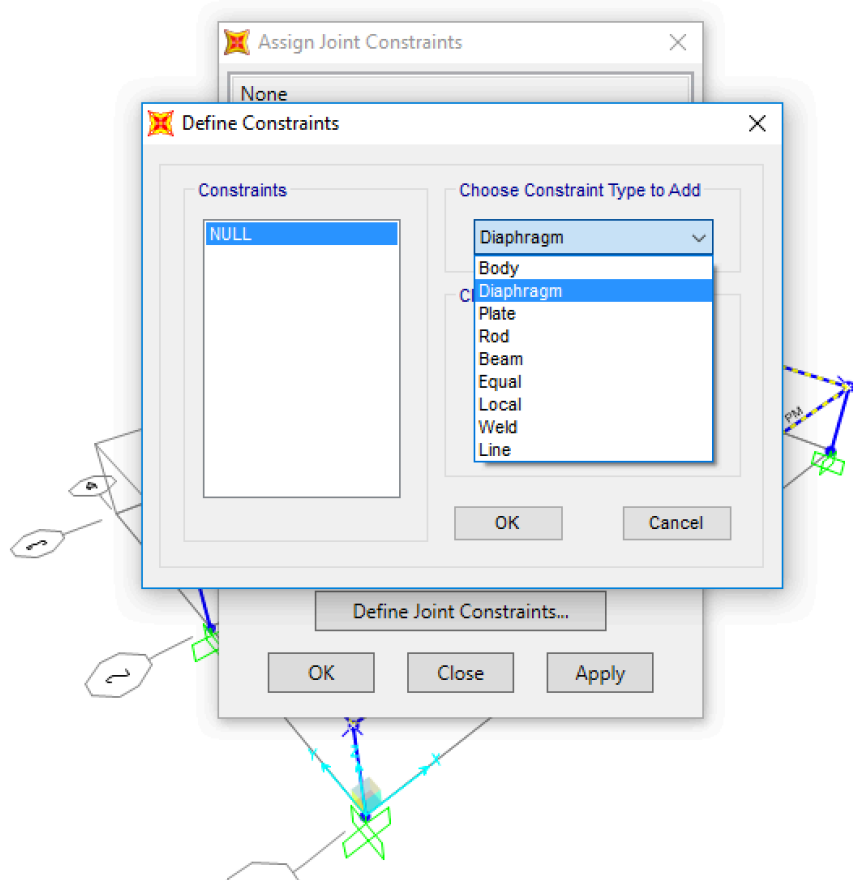 Assign Joint Constraints
None
Define Constraints
Constraints
NULL
Choose Constraint Type to Add
Diaphragm
Body
Diaphragm
Plate
Rod
Beam
Equal
Local
Weld
Line
OK
Cancel
PM
Define Joint Constraints...
OK
Close
Apply
Y
Z
X